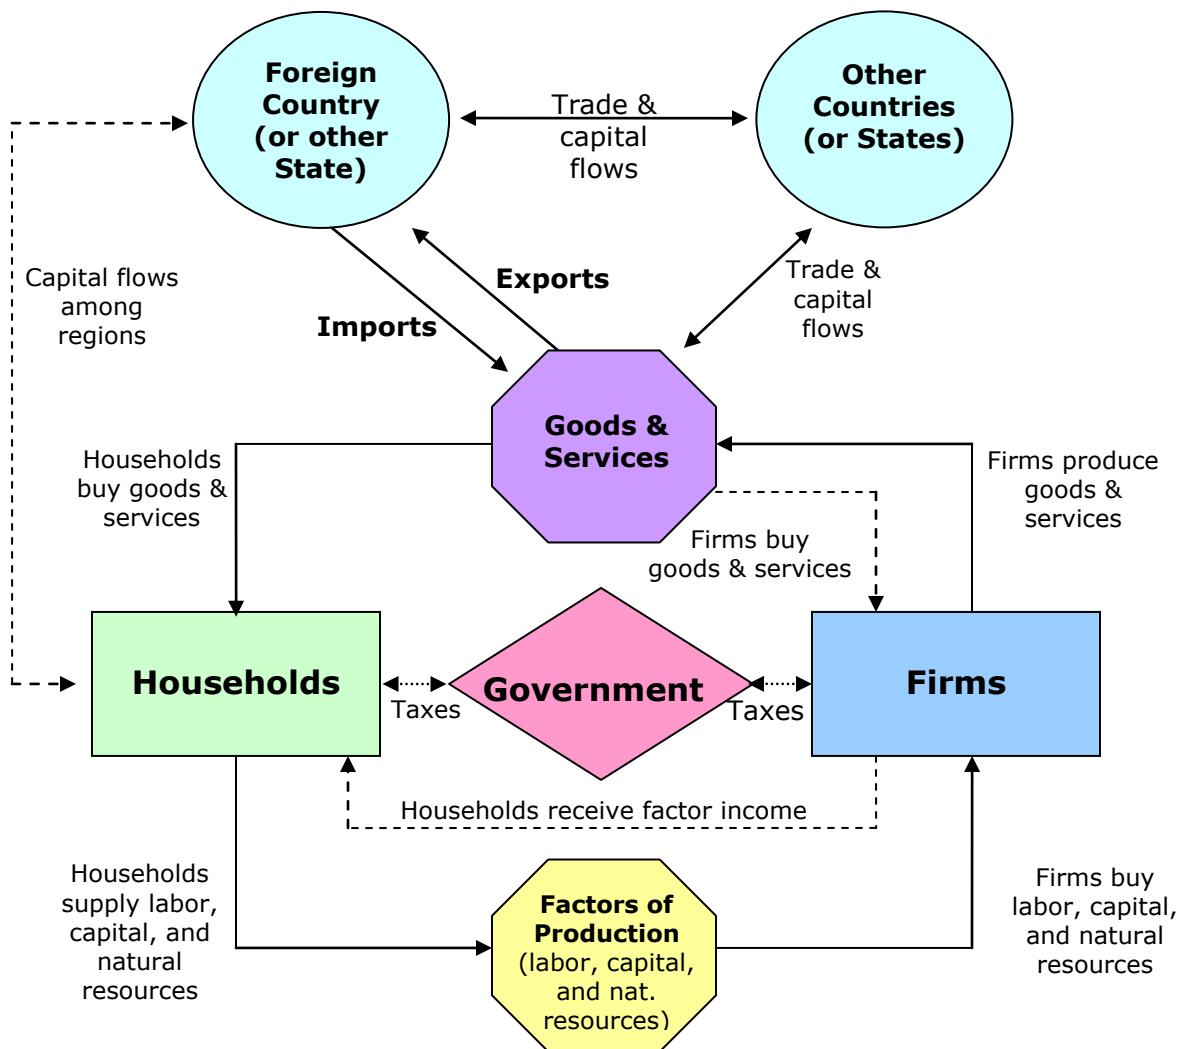 Foreign
Country
(or other
State)
Trade &
capital
flows
Other
Countries
(or States)
Capital flows
among
regions
Exports
Imports
Trade &
capital
flows
Goods &
Services
Households
buy goods &
services
Firms produce
goods &
services
Firms buy
goods & services
Households
Taxes
Government
Taxes
Firms
Households receive factor income
Households
supply labor,
capital, and
natural
resources
Factors of
Production
(labor, capital,
and nat.
resources)
Firms buy
labor, capital,
and natural
resources